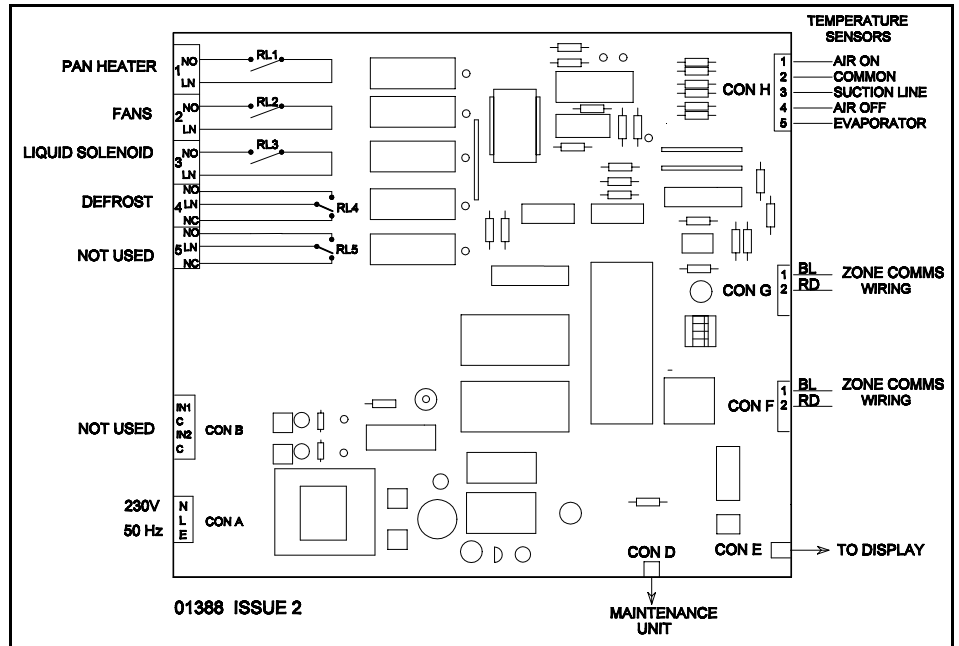 TEMPERATURE
SENSORS
PAN HEATER
1
NO
LN
RL1
FANS
2
NO
LN
RL2
LIQUID SOLENOID
3
NO
LN
RL3
DEFROST
4
NO
LN
NC
RL4
NOT USED
5
NO
LN
NC
RL5
CON H
1 AIR ON
2 COMMON
3 SUCTION LINE
4 AIR OFF
5 EVAPORATOR
CON G
1 BL
2 RD
ZONE COMMS
WIRING
CON F
1 BL
2 RD
ZONE COMMS
WIRING
NOT USED
IN1
C
IN2
C
CON B
230V
50 Hz
N
L
E
CON A
CON D
CON E
TO DISPLAY
MAINTENANCE
UNIT
01388 ISSUE 2